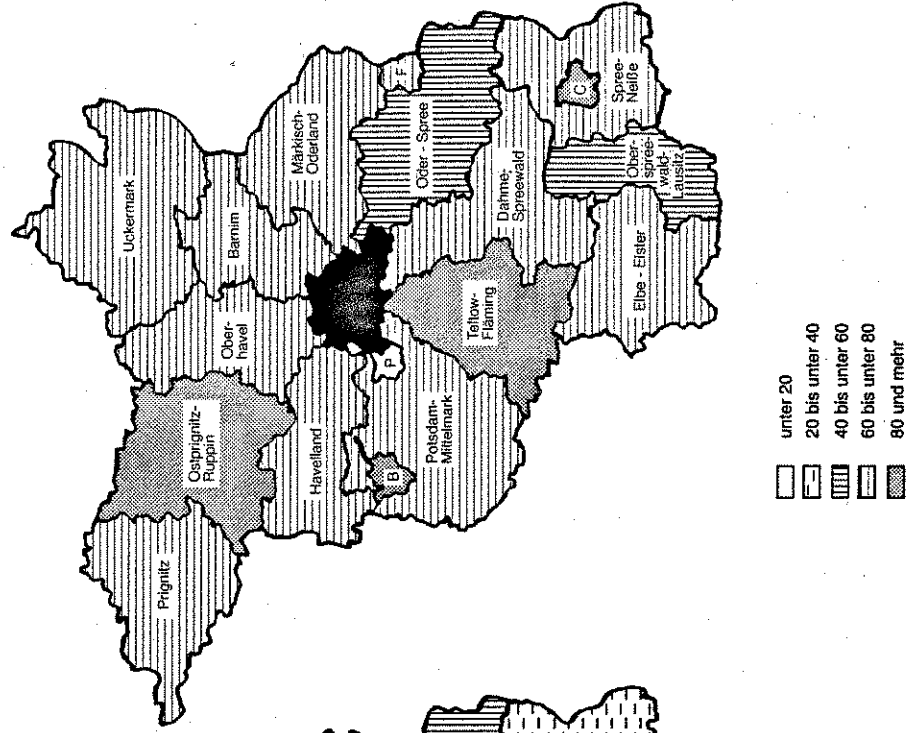 Prignitz
Ostprignitz-
Ruppin
Ober-
havel
Uckermark
Barnim
Märkisch-
Oderland
Havelland
B
P
Potsdam-
Mittelmark
Teltow-
Fläming
Oder - Spree
F
Dahme-
Spreewald
C
Spree-
Neiße
Ober-
spree-
wald-
Lausitz
Elbe - Elster
unter 20
20 bis unter 40
40 bis unter 60
60 bis unter 80
80 und mehr